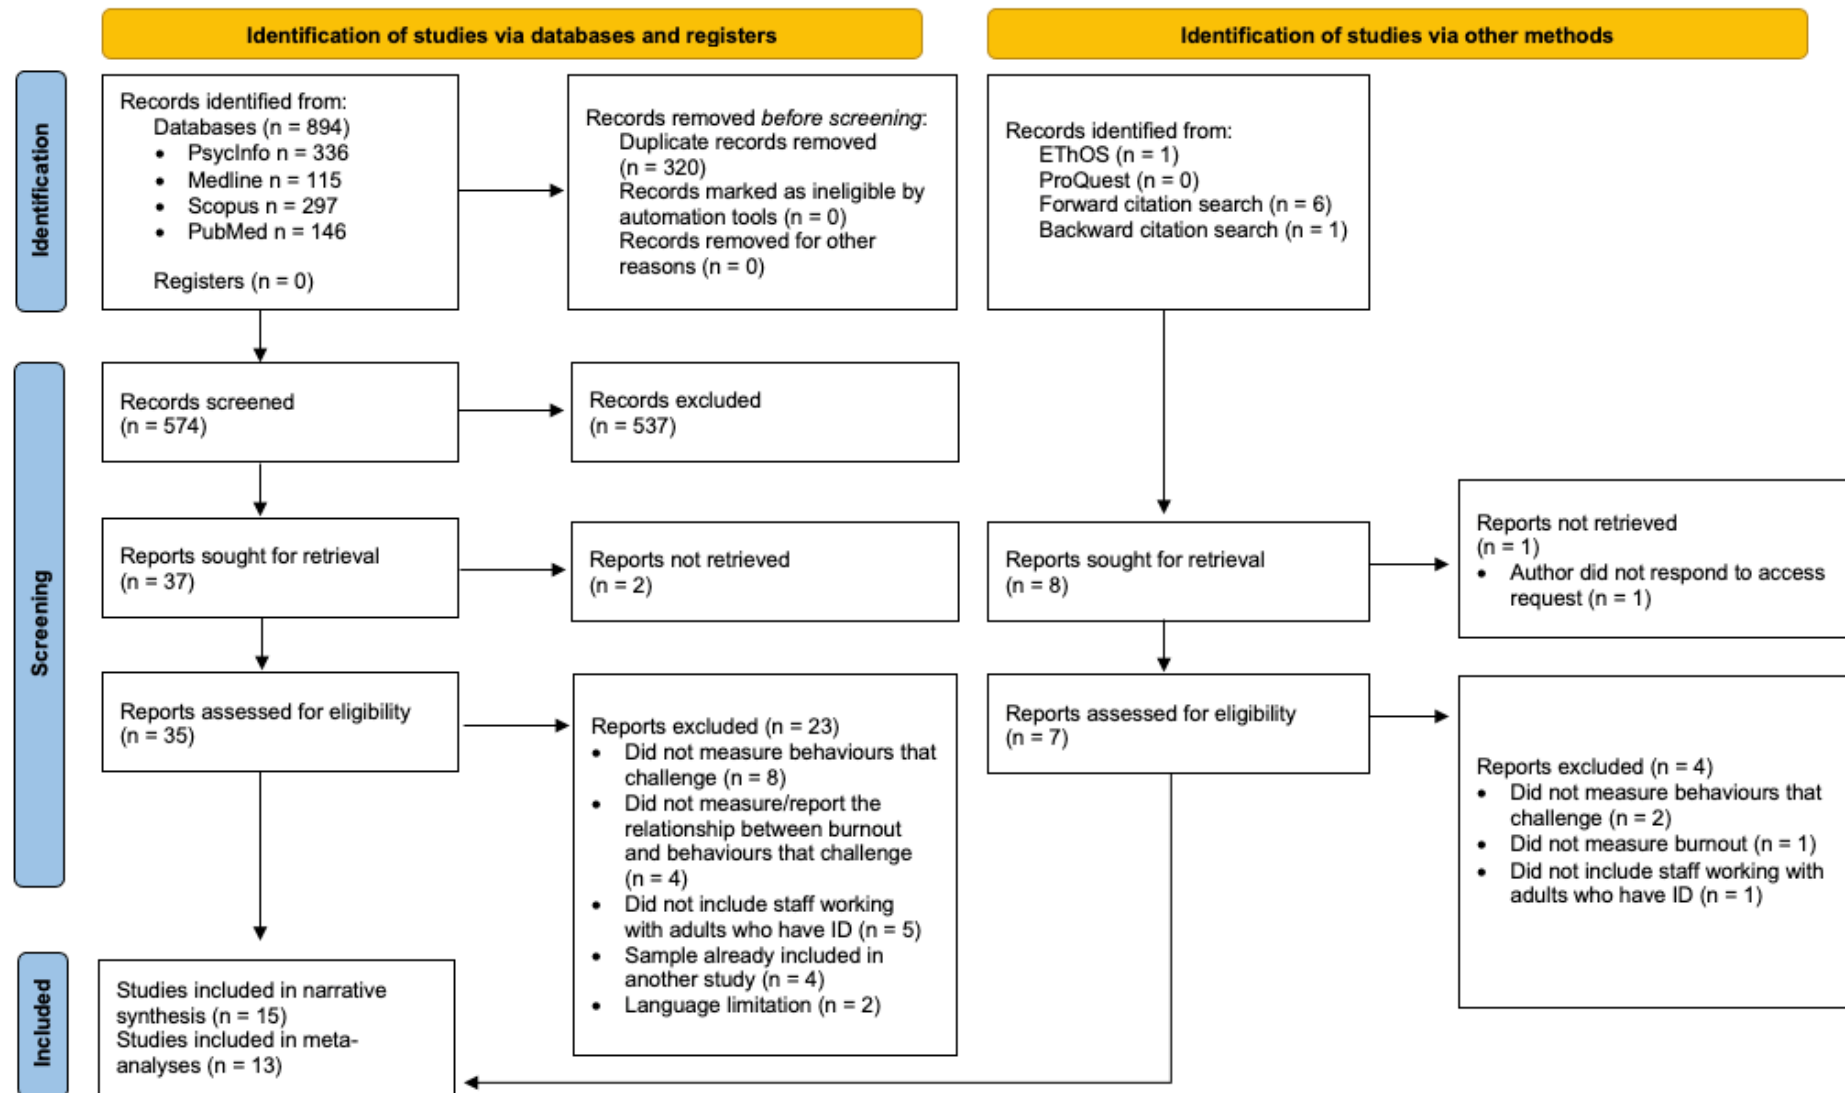 Identification of studies via databases and registers
Identification of studies via other methods
Identification
Records identified from:
Databases (n = 894)
• PsycInfo n = 336
• Medline n = 115
• Scopus n = 297
• PubMed n = 146
Registers (n = 0)
Records removed before screening:
Duplicate records removed
(n = 320)
Records marked as ineligible by
automation tools (n = 0)
Records removed for other
reasons (n = 0)
Records identified from:
EThOS (n = 1)
ProQuest (n = 0)
Forward citation search (n = 6)
Backward citation search (n = 1)
Screening
Records screened
(n = 574)
Records excluded
(n = 537)
Reports sought for retrieval
(n = 37)
Reports not retrieved
(n = 2)
Reports sought for retrieval
(n = 8)
Reports not retrieved
(n = 1)
• Author did not respond to access
request (n = 1)
Reports assessed for eligibility
(n = 35)
Reports excluded (n = 23)
• Did not measure behaviours that
challenge (n = 8)
• Did not measure/report the
relationship between burnout
and behaviours that challenge
(n = 4)
• Did not include staff working
with adults who have ID (n = 5)
• Sample already included in
another study (n = 4)
• Language limitation (n = 2)
Reports assessed for eligibility
(n = 7)
Reports excluded (n = 4)
• Did not measure behaviours that
challenge (n = 2)
• Did not measure burnout (n = 1)
• Did not include staff working with
adults who have ID (n = 1)
Included
Studies included in narrative
synthesis (n = 15)
Studies included in meta-
analyses (n = 13)